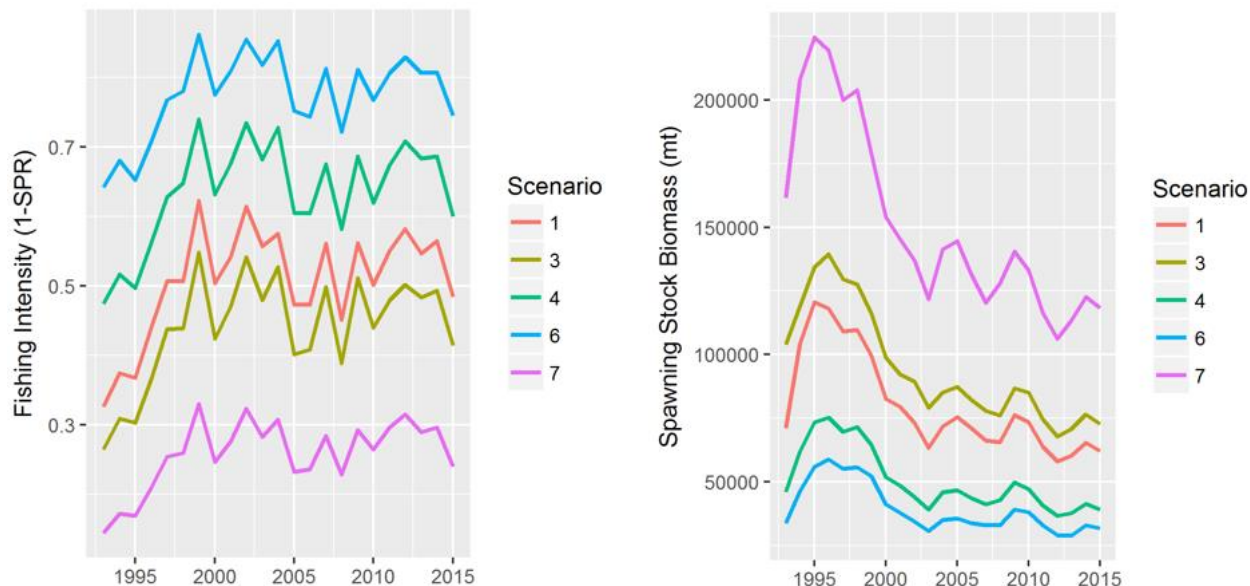 Fishing Intensity (1-SPR)
0.7
0.5
0.3
1995 2000 2005 2010 2015
Scenario
1
3
4
6
7
Spawning Stock Biomass (mt)
200000
150000
100000
50000
1995 2000 2005 2010 2015
Scenario
1
3
4
6
7